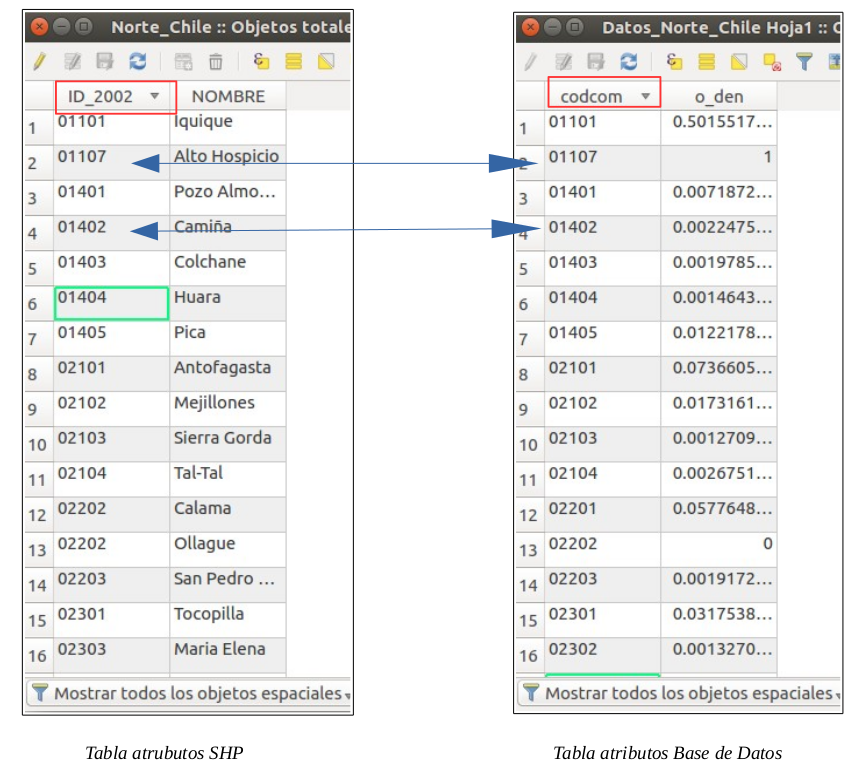 Norte_Chile :: Objetos totale
ID_2002 NOMBRE
1 01101 Iquique
2 01107 Alto Hospicio
3 01401 Pozo Almo...
4 01402 Camiña
5 01403 Colchane
6 01404 Huara
7 01405 Pica
8 02101 Antofagasta
9 02102 Mejillones
10 02103 Sierra Gorda
11 02104 Tal-Tal
12 02202 Calama
13 02202 Ollague
14 02203 San Pedro ...
15 02301 Tocopilla
16 02303 Maria Elena
Mostrar todos los objetos espaciales
Tabla atrubutos SHP
Datos_Norte_Chile Hoja1 :: O
codcom o_den
1 01101 0.5015517...
2 01107 1
3 01401 0.0071872...
4 01402 0.0022475...
5 01403 0.0019785...
6 01404 0.0014643...
7 01405 0.0122178...
8 02101 0.0736605...
9 02102 0.0173161...
10 02103 0.0012709...
11 02104 0.0026751...
12 02201 0.0577648...
13 02202 0
14 02203 0.0019172...
15 02301 0.0317538...
16 02302 0.0013270...
Mostrar todos los objetos espaciales
Tabla atributos Base de Datos